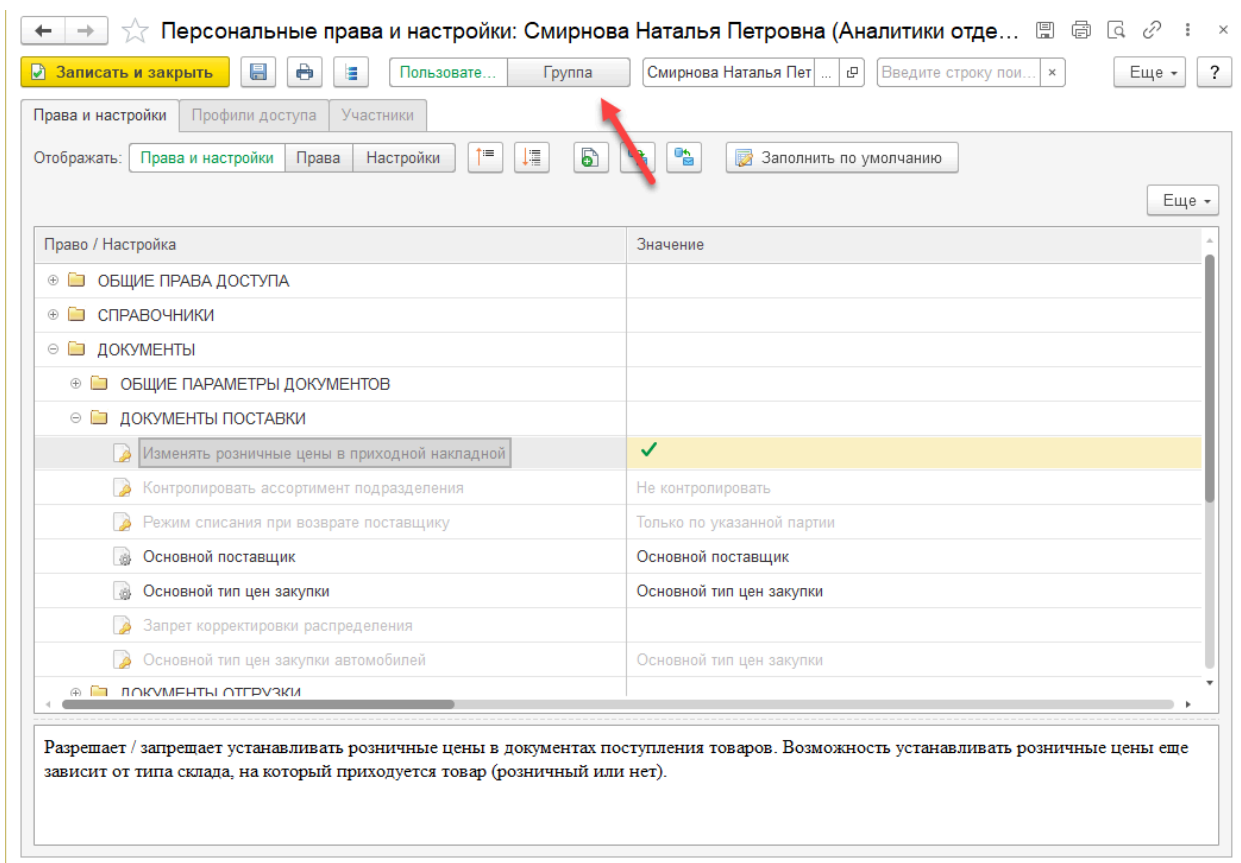 Персональные права и настройки: Смирнова Наталья Петровна (Аналитики отде...
Записать и закрыть Пользовате... Группа Смирнова Наталья Пет ... Введите строку пои... × Еще ?
Права и настройки Профили доступа Участники
Отображать: Права и настройки Права Настройки Заполнить по умолчанию
Еще
Право / Настройка Значение
ОБЩИЕ ПРАВА ДОСТУПА
СПРАВОЧНИКИ
ДОКУМЕНТЫ
ОБЩИЕ ПАРАМЕТРЫ ДОКУМЕНТОВ
ДОКУМЕНТЫ ПОСТАВКИ
Изменять розничные цены в приходной накладной
Контролировать ассортимент подразделения Не контролировать
Режим списания при возврате поставщику Только по указанной партии
Основной поставщик Основной поставщик
Основной тип цен закупки Основной тип цен закупки
Запрет корректировки распределения
Основной тип цен закупки автомобилей Основной тип цен закупки
ДОКУМЕНТЫ ОТГРУЗКИ
Разрешает / запрещает устанавливать розничные цены в документах поступления товаров. Возможность устанавливать розничные цены еще
зависит от типа склада, на который приходуется товар (розничный или нет).